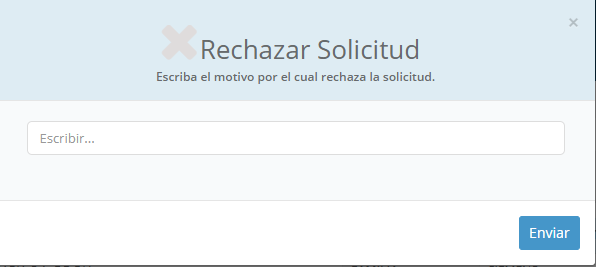 ×
Rechazar Solicitud
Escriba el motivo por el cual rechaza la solicitud.
Escribir...
Enviar